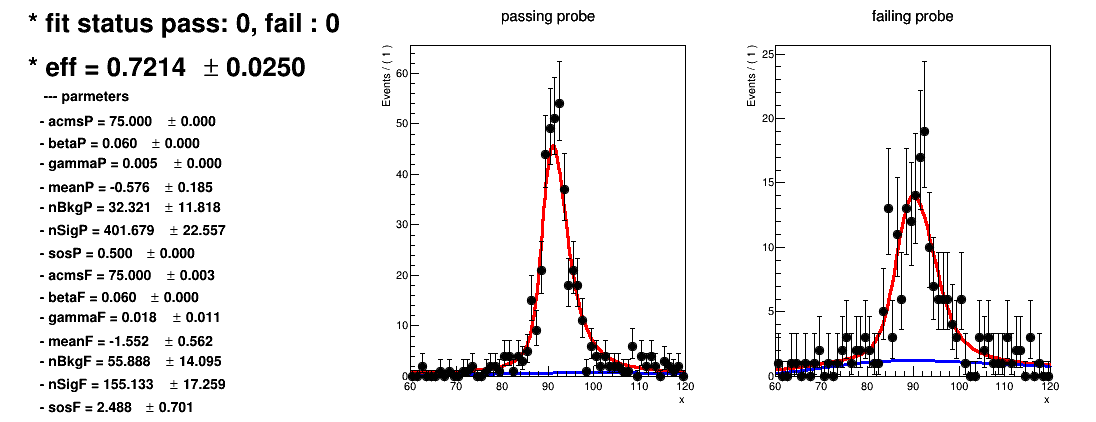 * fit status pass: 0, fail : 0
* eff = 0.7214 ± 0.0250
--- parmeters
- acmsP = 75.000 ± 0.000
- betaP = 0.060 ± 0.000
- gammaP = 0.005 ± 0.000
- meanP = -0.576 ± 0.185
- nBkgP = 32.321 ± 11.818
- nSigP = 401.679 ± 22.557
- sosP = 0.500 ± 0.000
- acmsF = 75.000 ± 0.003
- betaF = 0.060 ± 0.000
- gammaF = 0.018 ± 0.011
- meanF = -1.552 ± 0.562
- nBkgF = 55.888 ± 14.095
- nSigF = 155.133 ± 17.259
- sosF = 2.488 ± 0.701
passing probe
Events / ( 1 )
60
50
40
30
20
10
0
60 70 80 90 100 110 120
x
failing probe
Events / ( 1 )
25
20
15
10
5
0
60 70 80 90 100 110 120
x